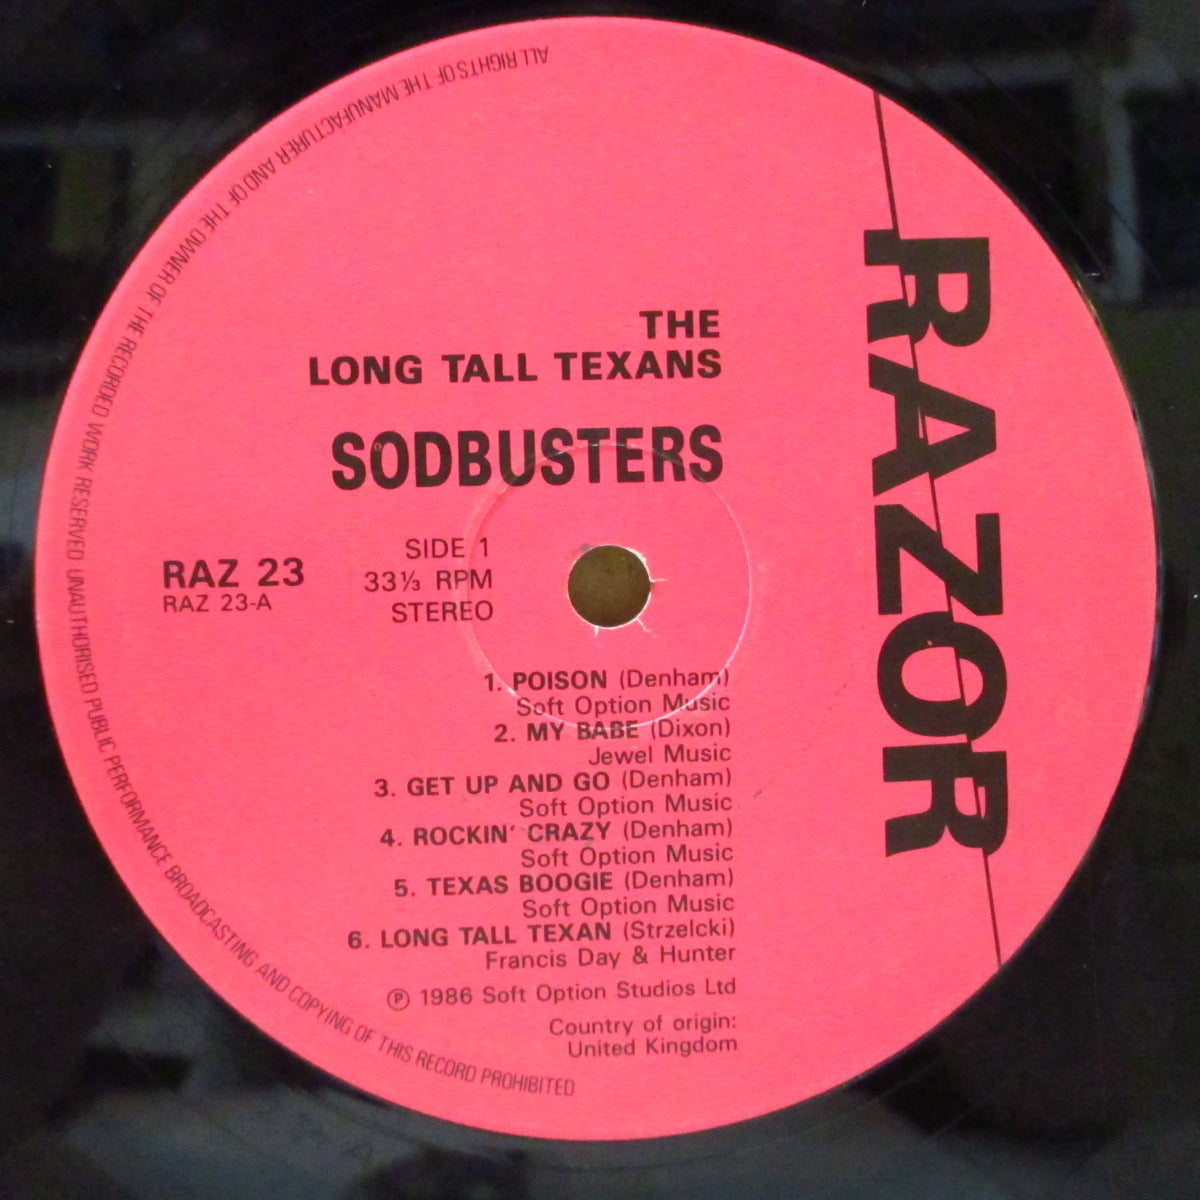 THE
LONG TALL TEXANS
SODBUSTERS
RAZ 23
RAZ 23-A
SIDE 1
33⅓ RPM
STEREO
1. POISON (Denham)
Soft Option Music
2. MY BABE (Dixon)
Jewel Music
3. GET UP AND GO (Denham)
Soft Option Music
4. ROCKIN' CRAZY (Denham)
Soft Option Music
5. TEXAS BOOGIE (Denham)
Soft Option Music
6. LONG TALL TEXAN (Strzelcki)
Francis Day & Hunter
℗ 1986 Soft Option Studios Ltd
Country of origin:
United Kingdom
RAZOR
ALL RIGHTS OF THE MANUFACTURER AND OF THE OWNER OF THE RECORDED WORK RESERVED UNAUTHORISED PUBLIC PERFORMANCE BROADCASTING AND COPYING OF THIS RECORD PROHIBITED